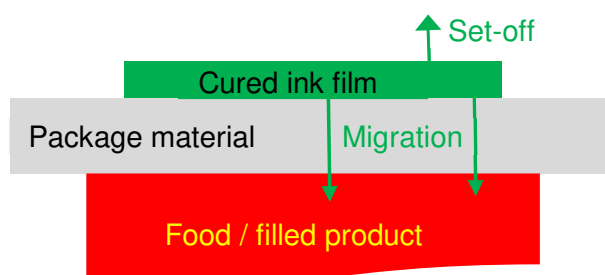 Set-off
Cured ink film
Package material
Migration
Food / filled product